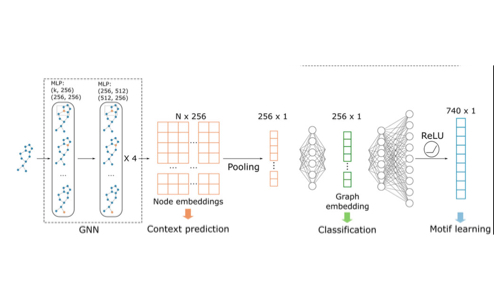 MLP:
(k, 256)
(256, 256)
MLP:
(256, 512)
(512, 256)
...
...
X 4
GNN
N x 256
...
... ...
...
Node embeddings
Context prediction
Pooling
256 x 1
256 x 1
Graph
embedding
Classification
ReLU
740 x 1
Motif learning